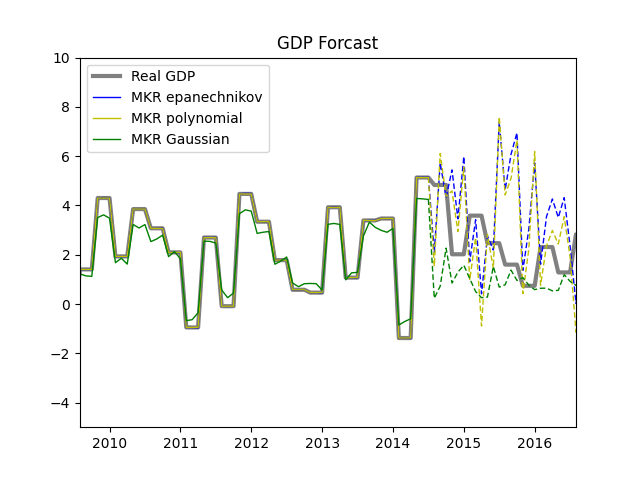 GDP Forcast
10
8
6
4
2
0
−2
−4
Real GDP
MKR epanechnikov
MKR polynomial
MKR Gaussian
2010 2011 2012 2013 2014 2015 2016